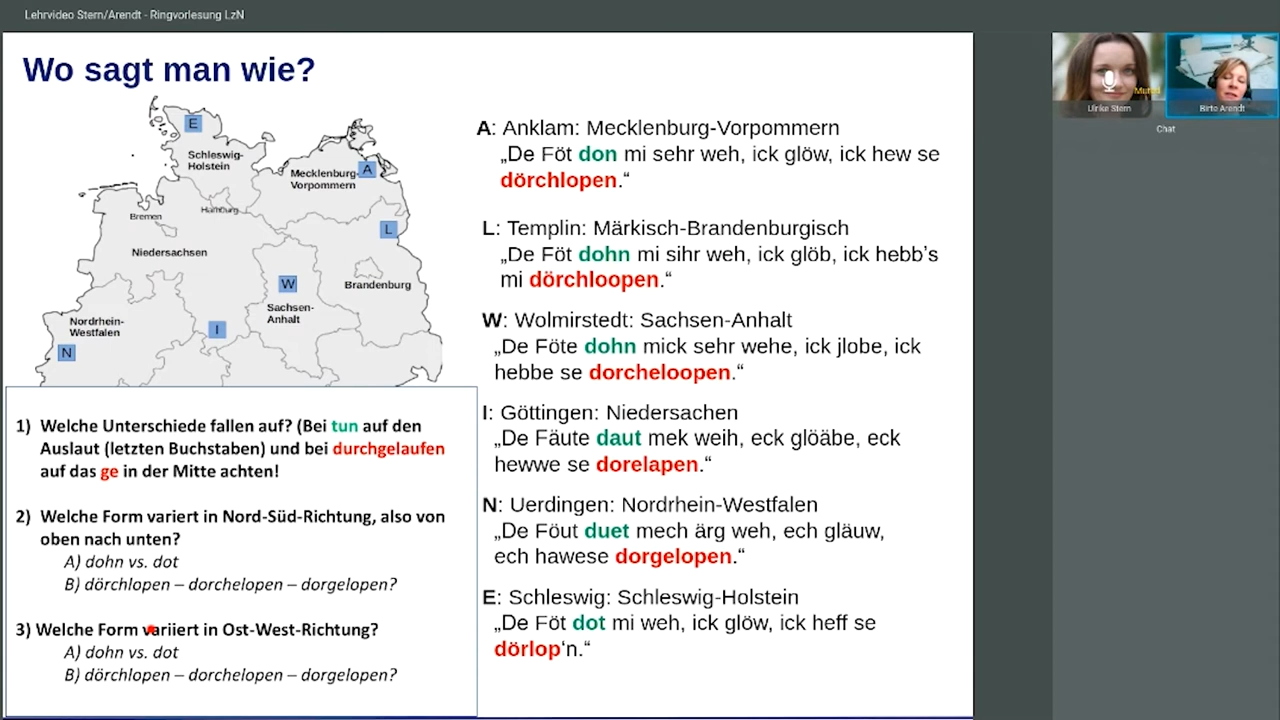 Lehrvideo Stern/Arendt - Ringvorlesung LzN
Wo sagt man wie?
E
Schleswig-
Holstein
Mecklenburg-
Vorpommern
A
Bremen
Hamburg
L
Niedersachsen
W
Brandenburg
Sachsen-
Anhalt
Nordrhein-
Westfalen
I
N
1) Welche Unterschiede fallen auf? (Bei tun auf den
Auslaut (letzten Buchstaben) und bei durchgelaufen
auf das ge in der Mitte achten!
2) Welche Form variert in Nord-Süd-Richtung, also von
oben nach unten?
A) dohn vs. dot
B) dörchlopen – dorchelopen – dorgelopen?
3) Welche Form variiert in Ost-West-Richtung?
A) dohn vs. dot
B) dörchlopen – dorchelopen – dorgelopen?
A: Anklam: Mecklenburg-Vorpommern
„De Föt don mi sehr weh, ick glöw, ick hew se
dörchlopen.“
L: Templin: Märkisch-Brandenburgisch
„De Föt dohn mi sihr weh, ick glöb, ick hebb’s
mi dörchloopen.“
W: Wolmirstedt: Sachsen-Anhalt
„De Föte dohn mick sehr wehe, ick jlobe, ick
hebbe se dorcheloopen.“
I: Göttingen: Niedersachen
„De Fäute daut mek weih, eck glöäbe, eck
hewwe se dorelapen.“
N: Uerdingen: Nordrhein-Westfalen
„De Föut duet mech ärg weh, ech gläuw,
ech hawese dorgelopen.“
E: Schleswig: Schleswig-Holstein
„De Föt dot mi weh, ick glöw, ick heff se
dörlop‘n.“
Muted
Ulrike Stern
Birte Arendt
Chat